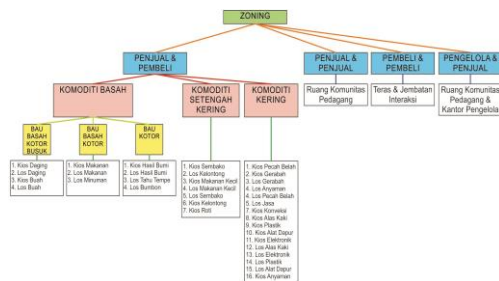 ZONING
PENJUAL &
PEMBELI
PENJUAL &
PENJUAL
PEMBELI &
PEMBELI
PENGELOLA &
PENJUAL
KOMODITI BASAH
KOMODITI
SETENGAH
KERING
KOMODITI
KERING
Ruang Komunitas
Pedagang
Teras & Jembatan
Interaksi
Ruang Komunitas
Pedagang &
Kantor Pengelola
BAU
BASAH
KOTOR
BUSUK
BAU
BASAH
KOTOR
BAU
KOTOR
1. Kios Daging
2. Los Daging
3. Kios Buah
4. Los Buah
1. Kios Makanan
2. Los Makanan
3. Los Minuman
1. Kios Hasil Bumi
2. Los Hasil Bumi
3. Los Tahu Tempe
4. Los Bumbon
1. Kios Sembako
2. Los Kelontong
3. Kios Makanan Kecil
4. Los Makanan Kecil
5. Los Sembako
6. Kios Kelontong
7. Kios Roti
1. Kios Pecah Belah
2. Kios Gerabah
3. Los Gerabah
4. Los Anyaman
4. Los Pecah Belah
5. Los Jasa
7. Kios Konveksi
8. Kios Alas Kaki
9. Kios Plastik
10. Kios Alat Dapur
11. Kios Elektronik
12. Los Alas Kaki
13. Los Elektronik
14. Los Plastik
15. Los Alat Dapur
16. Kios Anyaman